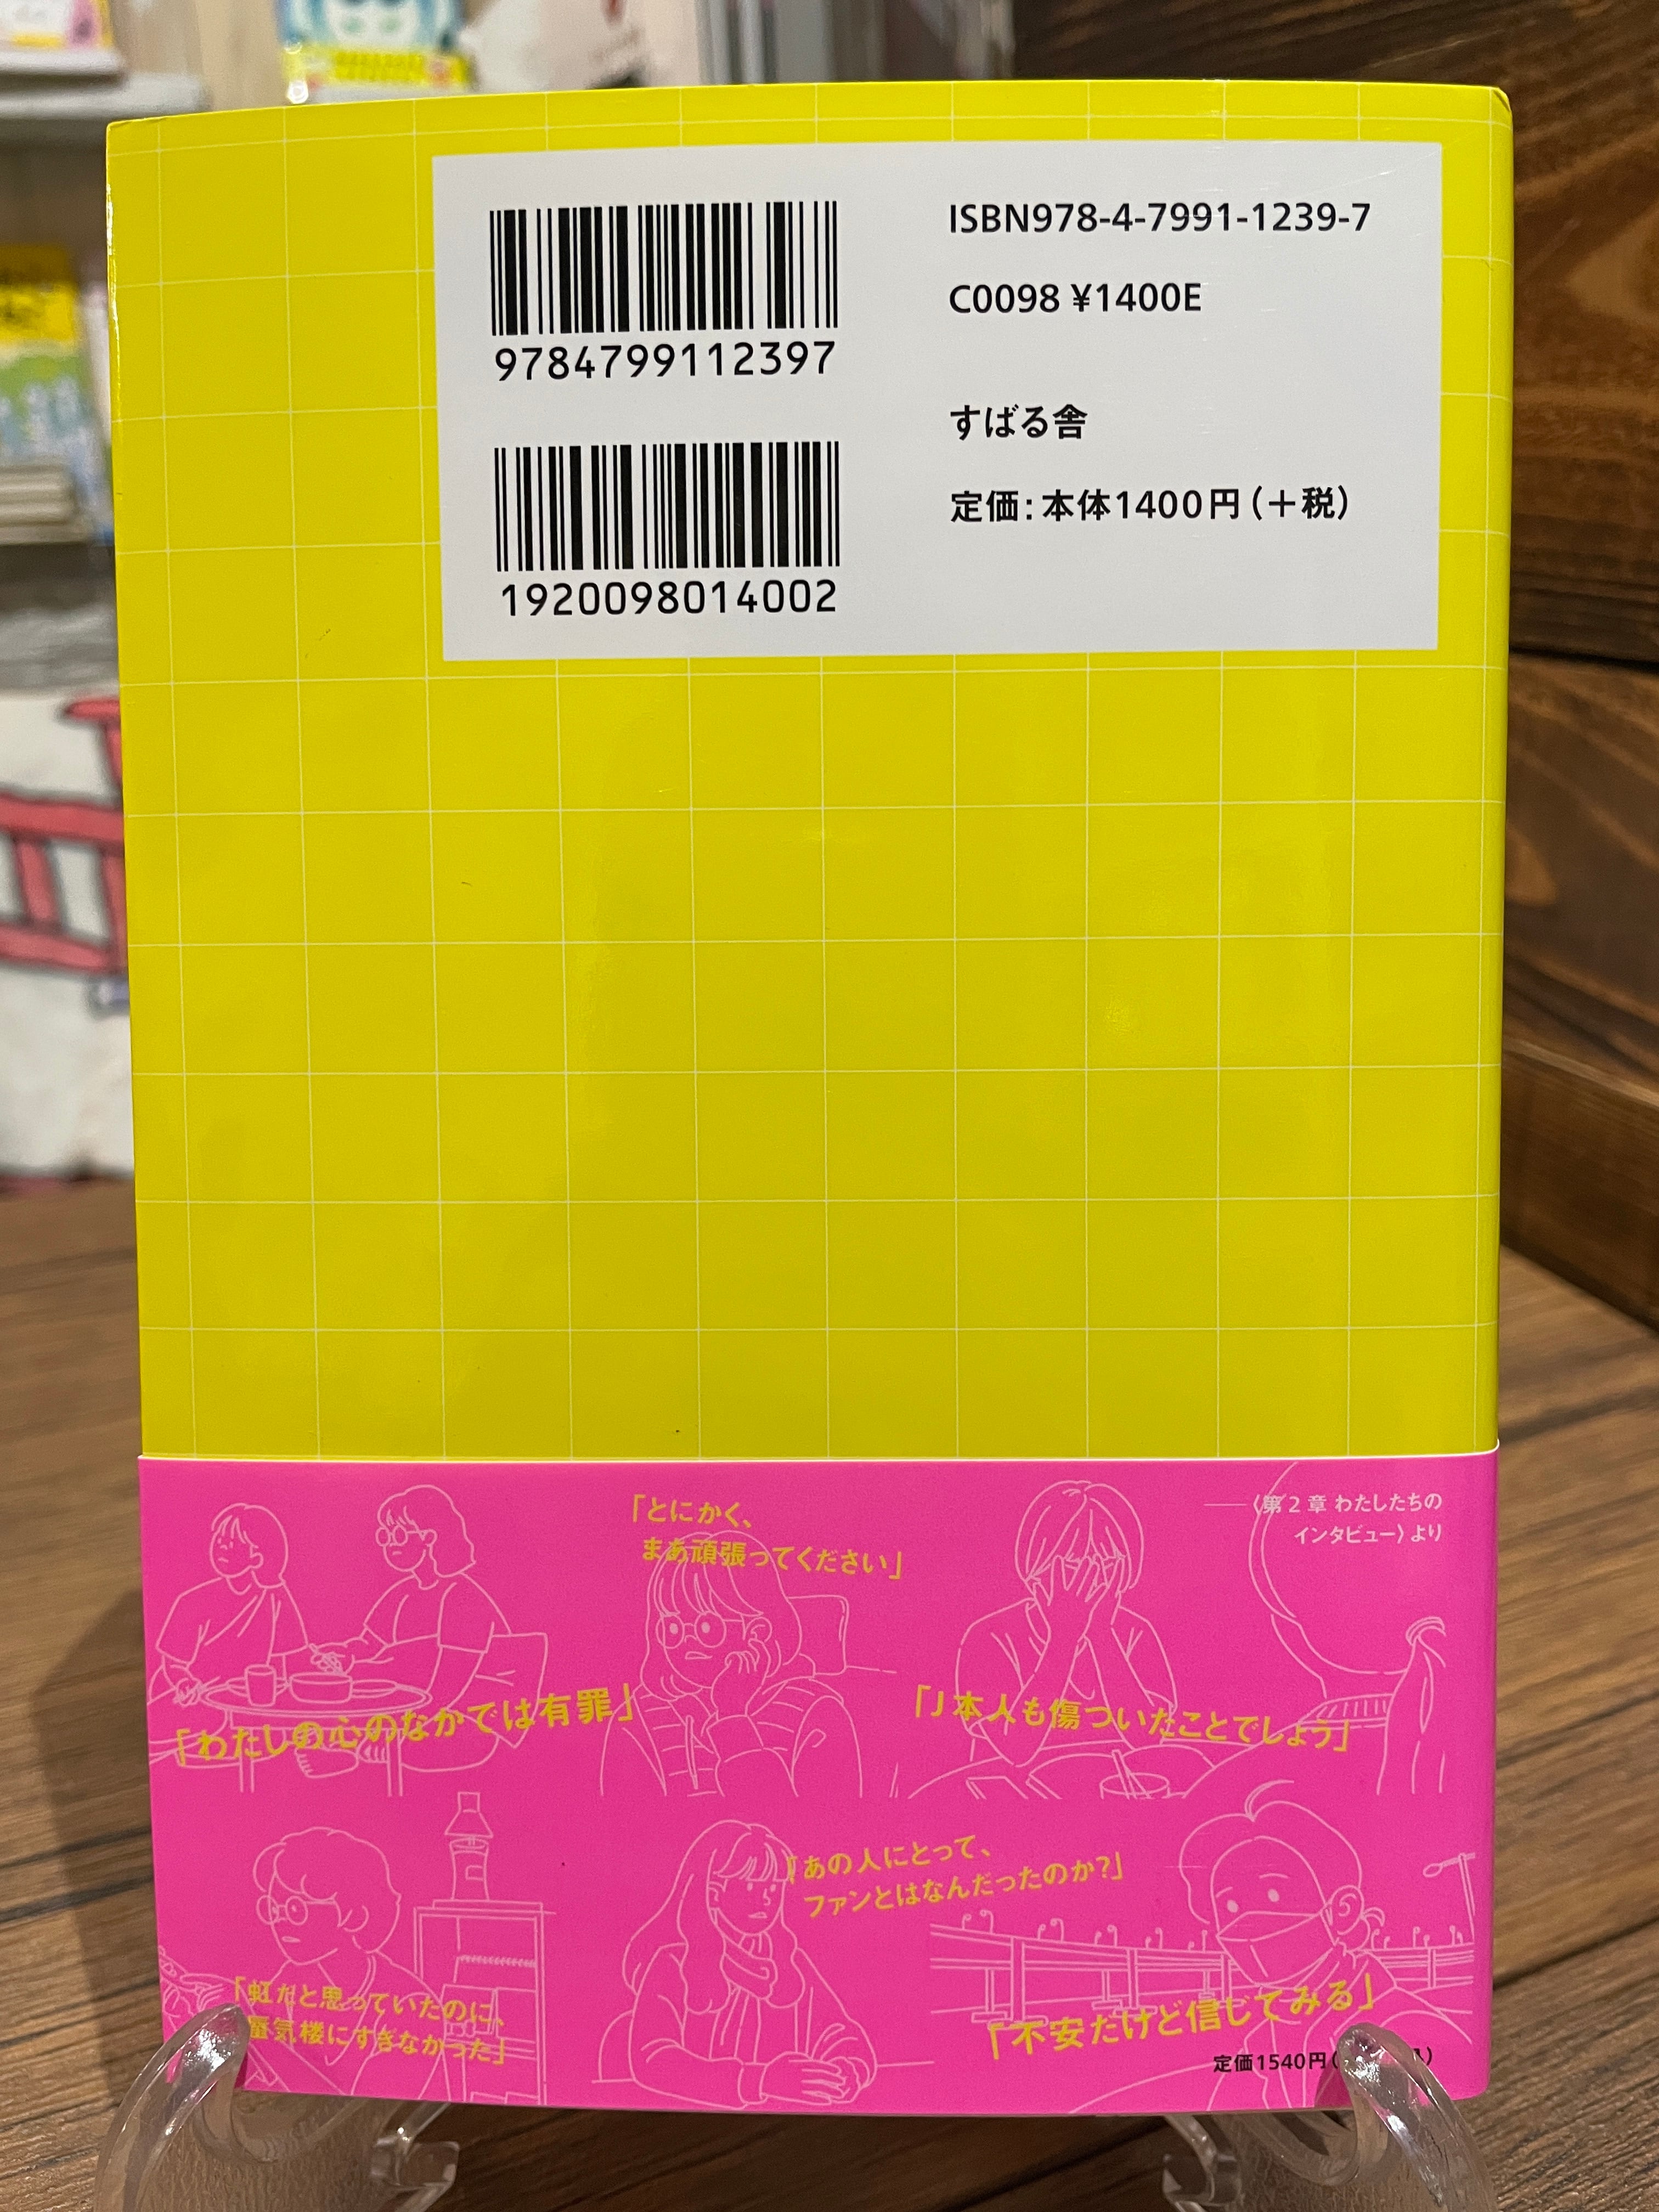 9784799112397
1920098014002
ISBN978-4-7991-1239-7
C0098 ¥1400E
すばる舎
定価:本体1400円(+税)
「とにかく、
まあ頑張ってください」
——〈第2章 わたしたちの
インタビュー〉より
「わたしの心のなかでは有罪」
「J本人も傷ついたことでしょう」
「あの人にとって、
ファンとはなんだったのか?」
「虹だと思っていたのに、
蜃気楼にすぎなかった」
「不安だけど信じてみる」
定価1540円(